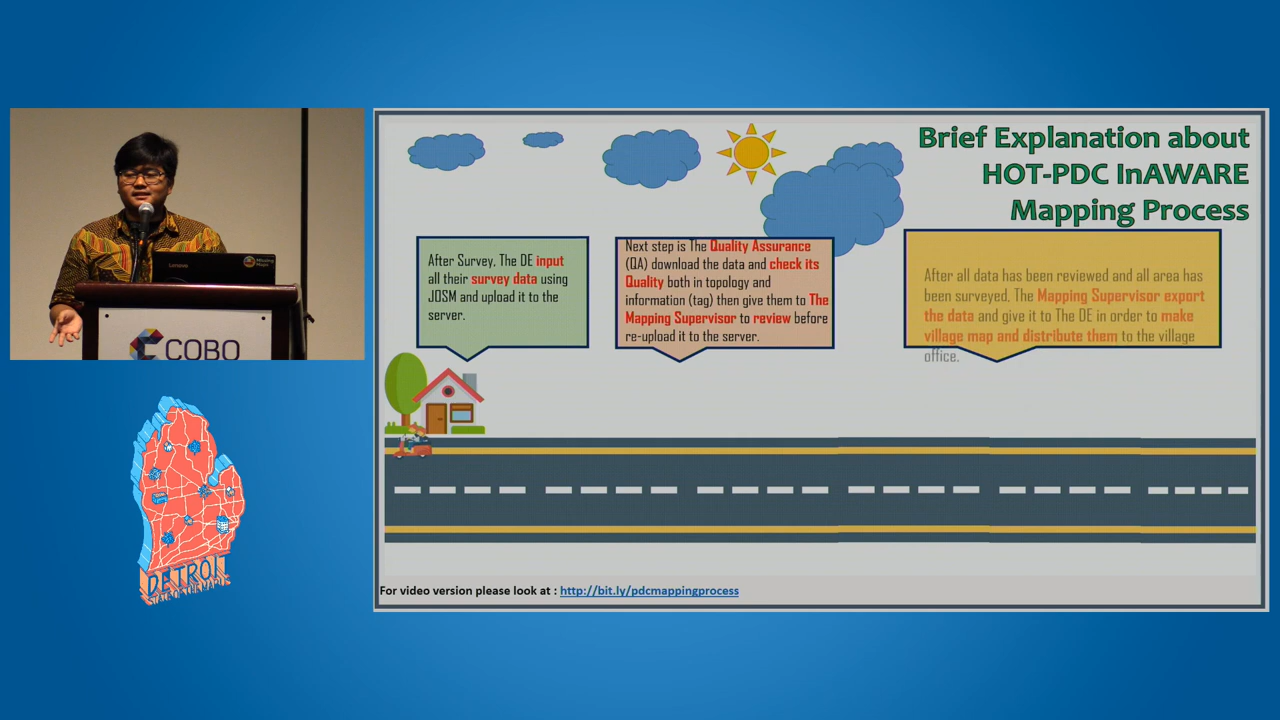 Brief Explanation about
HOT-PDC InAWARE
Mapping Process
After Survey, The DE input
all their survey data using
JOSM and upload it to the
server.
Next step is The Quality Assurance
(QA) download the data and check its
Quality both in topology and
information (tag) then give them to The
Mapping Supervisor to review before
re-upload it to the server.
After all data has been reviewed and all area has
been surveyed, The Mapping Supervisor export
the data and give it to The DE in order to make
village map and distribute them to the village
office.
For video version please look at : http://bit.ly/pdcmappingprocess
Lenovo
COBO
DETROIT